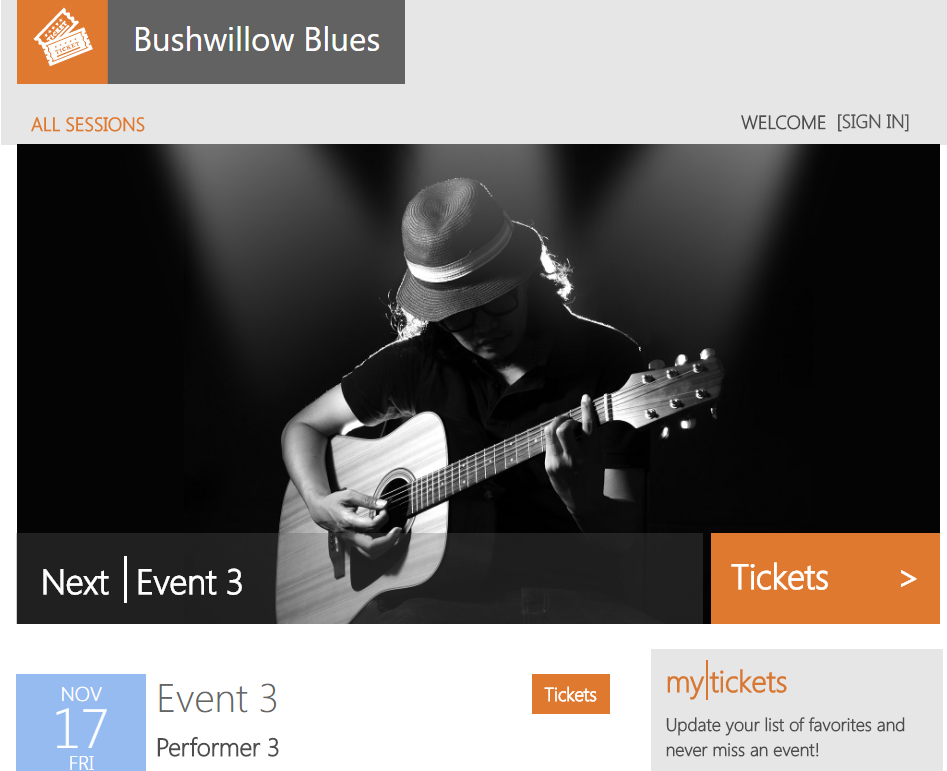 Bushwillow Blues
ALL SESSIONS
WELCOME [SIGN IN]
Next | Event 3
Tickets >
NOV
17
FRI
Event 3
Performer 3
Tickets
my|tickets
Update your list of favorites and
never miss an event!